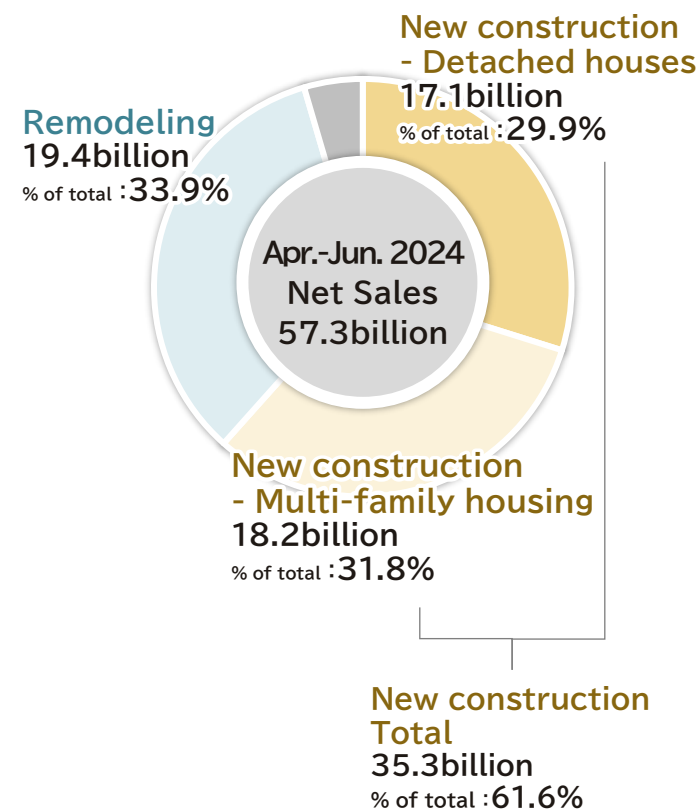 New construction
- Detached houses
17.1billion
% of total :29.9%
Remodeling
19.4billion
% of total :33.9%
Apr.-Jun. 2024
Net Sales
57.3billion
New construction
- Multi-family housing
18.2billion
% of total :31.8%
New construction
Total
35.3billion
% of total :61.6%